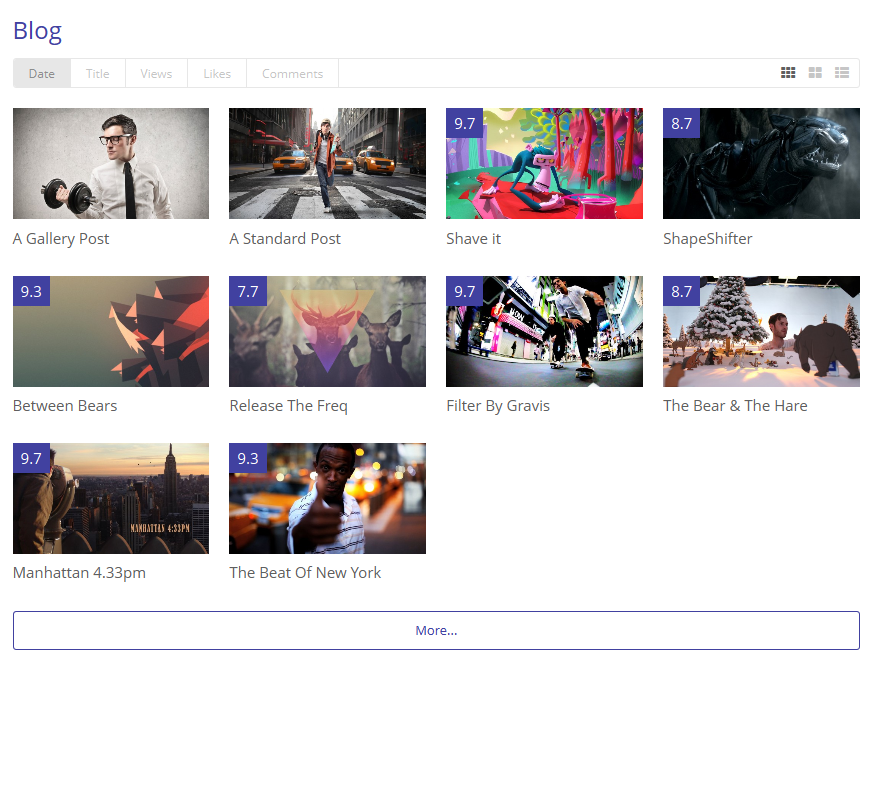 Blog
Date Title Views Likes Comments
9.7 8.7
A Gallery Post A Standard Post Shave it ShapeShifter
9.3 7.7 9.7 8.7
WOW
Between Bears Release The Freq Filter By Gravis The Bear & The Hare
9.7 9.3
MANHATTAN 4:33PM
Manhattan 4.33pm The Beat Of New York
More...